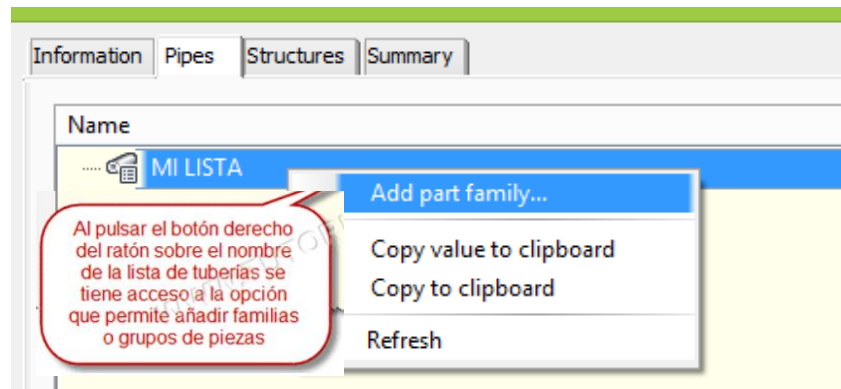 Information Pipes Structures Summary
Name
MI LISTA
Add part family...
Copy value to clipboard
Copy to clipboard
Refresh
Al pulsar el botón derecho
del ratón sobre el nombre
de la lista de tuberías se
tiene acceso a la opción
que permite añadir familias
o grupos de piezas